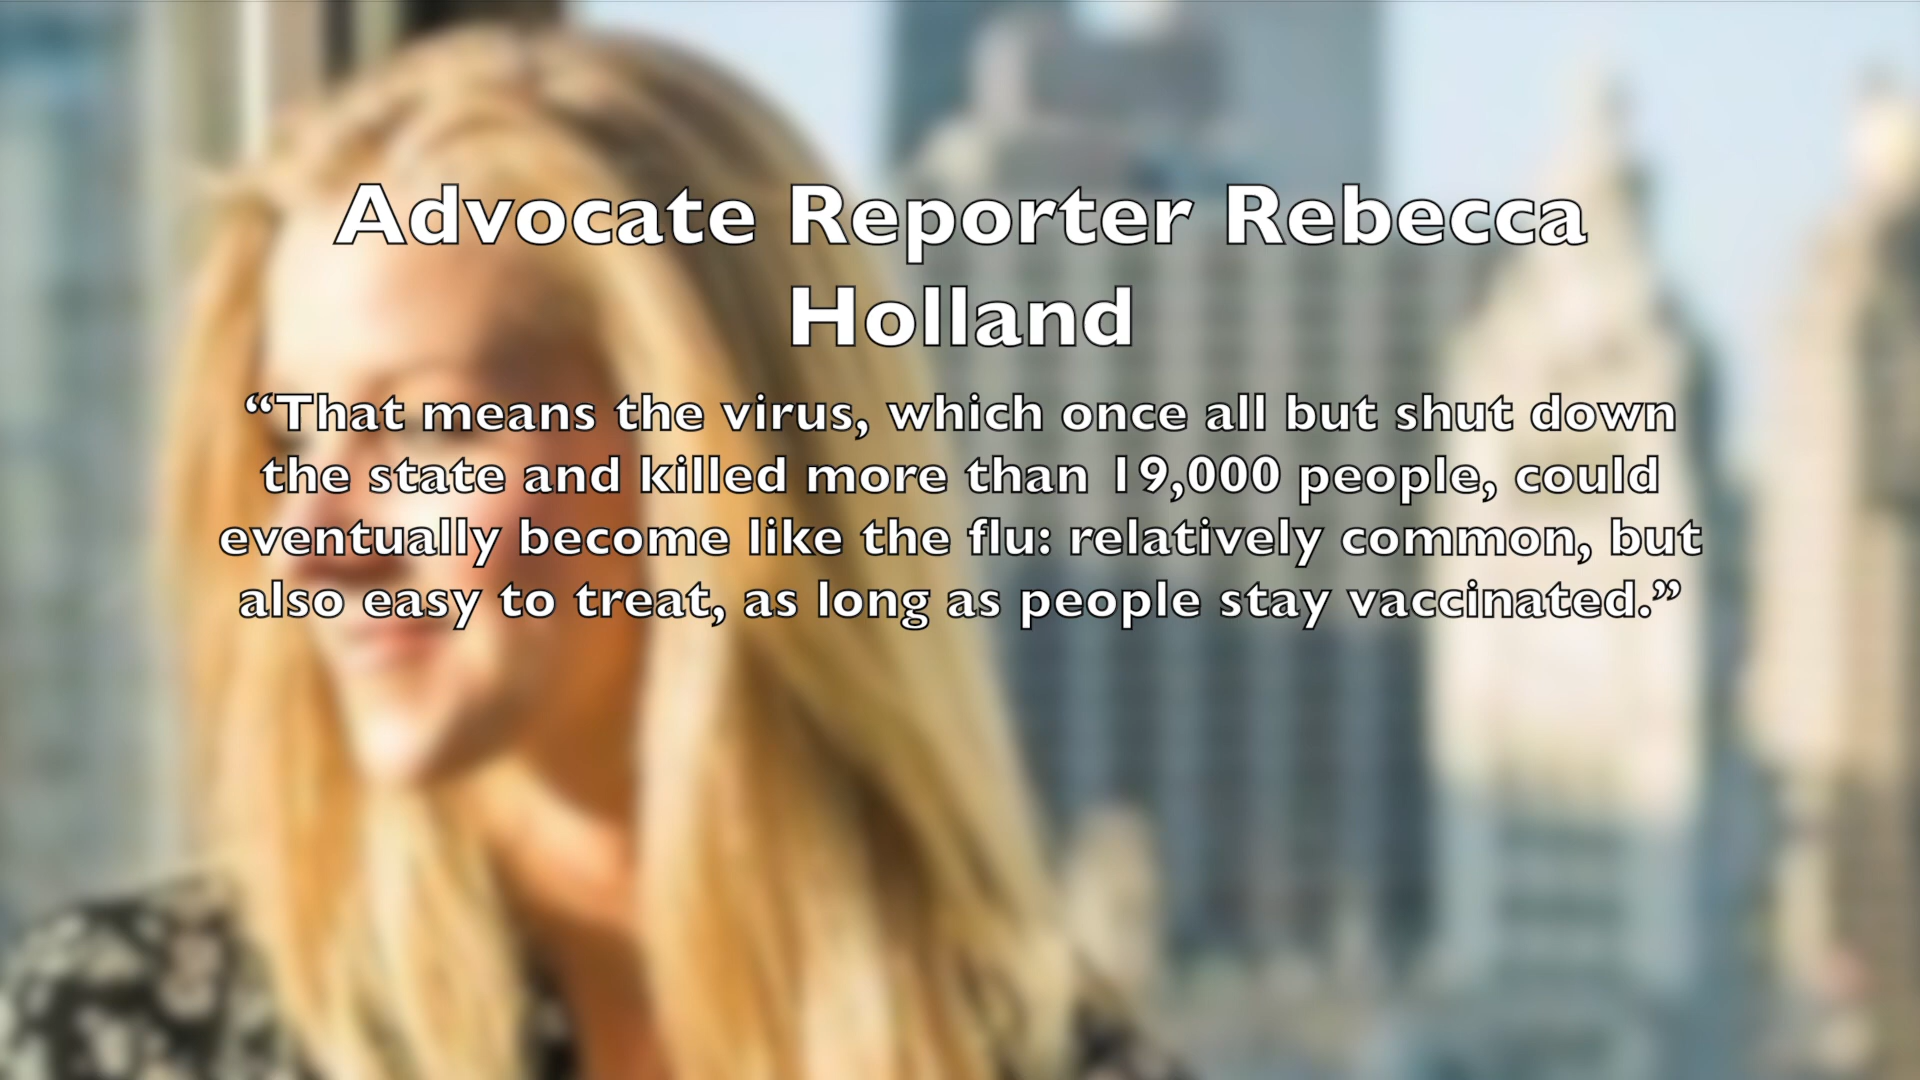 Advocate Reporter Rebecca
Holland
“That means the virus, which once all but shut down
the state and killed more than 19,000 people, could
eventually become like the flu: relatively common, but
also easy to treat, as long as people stay vaccinated.”